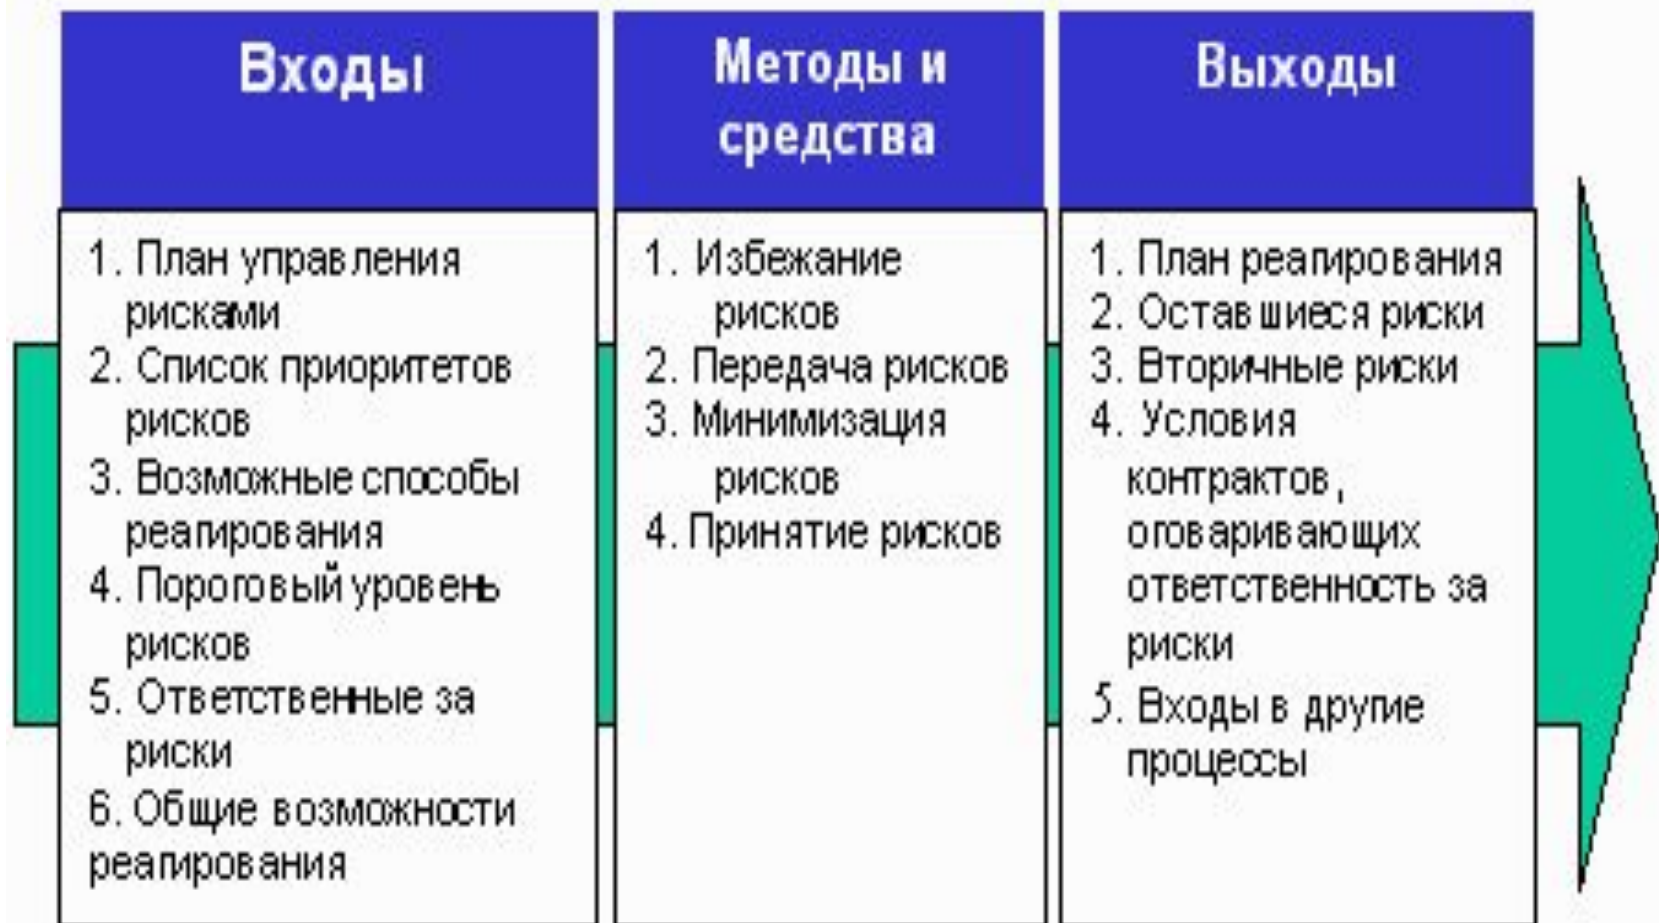 Входы
1. План управления
рисками
2. Список приоритетов
рисков
3. Возможные способы
реагирования
4. Пороговый уровень
рисков
5. Ответственные за
риски
6. Общие возможности
реагирования
Методы и
средства
1. Избежание
рисков
2. Передача рисков
3. Минимизация
рисков
4. Принятие рисков
Выходы
1. План реагирования
2. Оставшиеся риски
3. Вторичные риски
4. Условия
контрактов,
оговаривающих
ответственность за
риски
5. Входы в другие
процессы